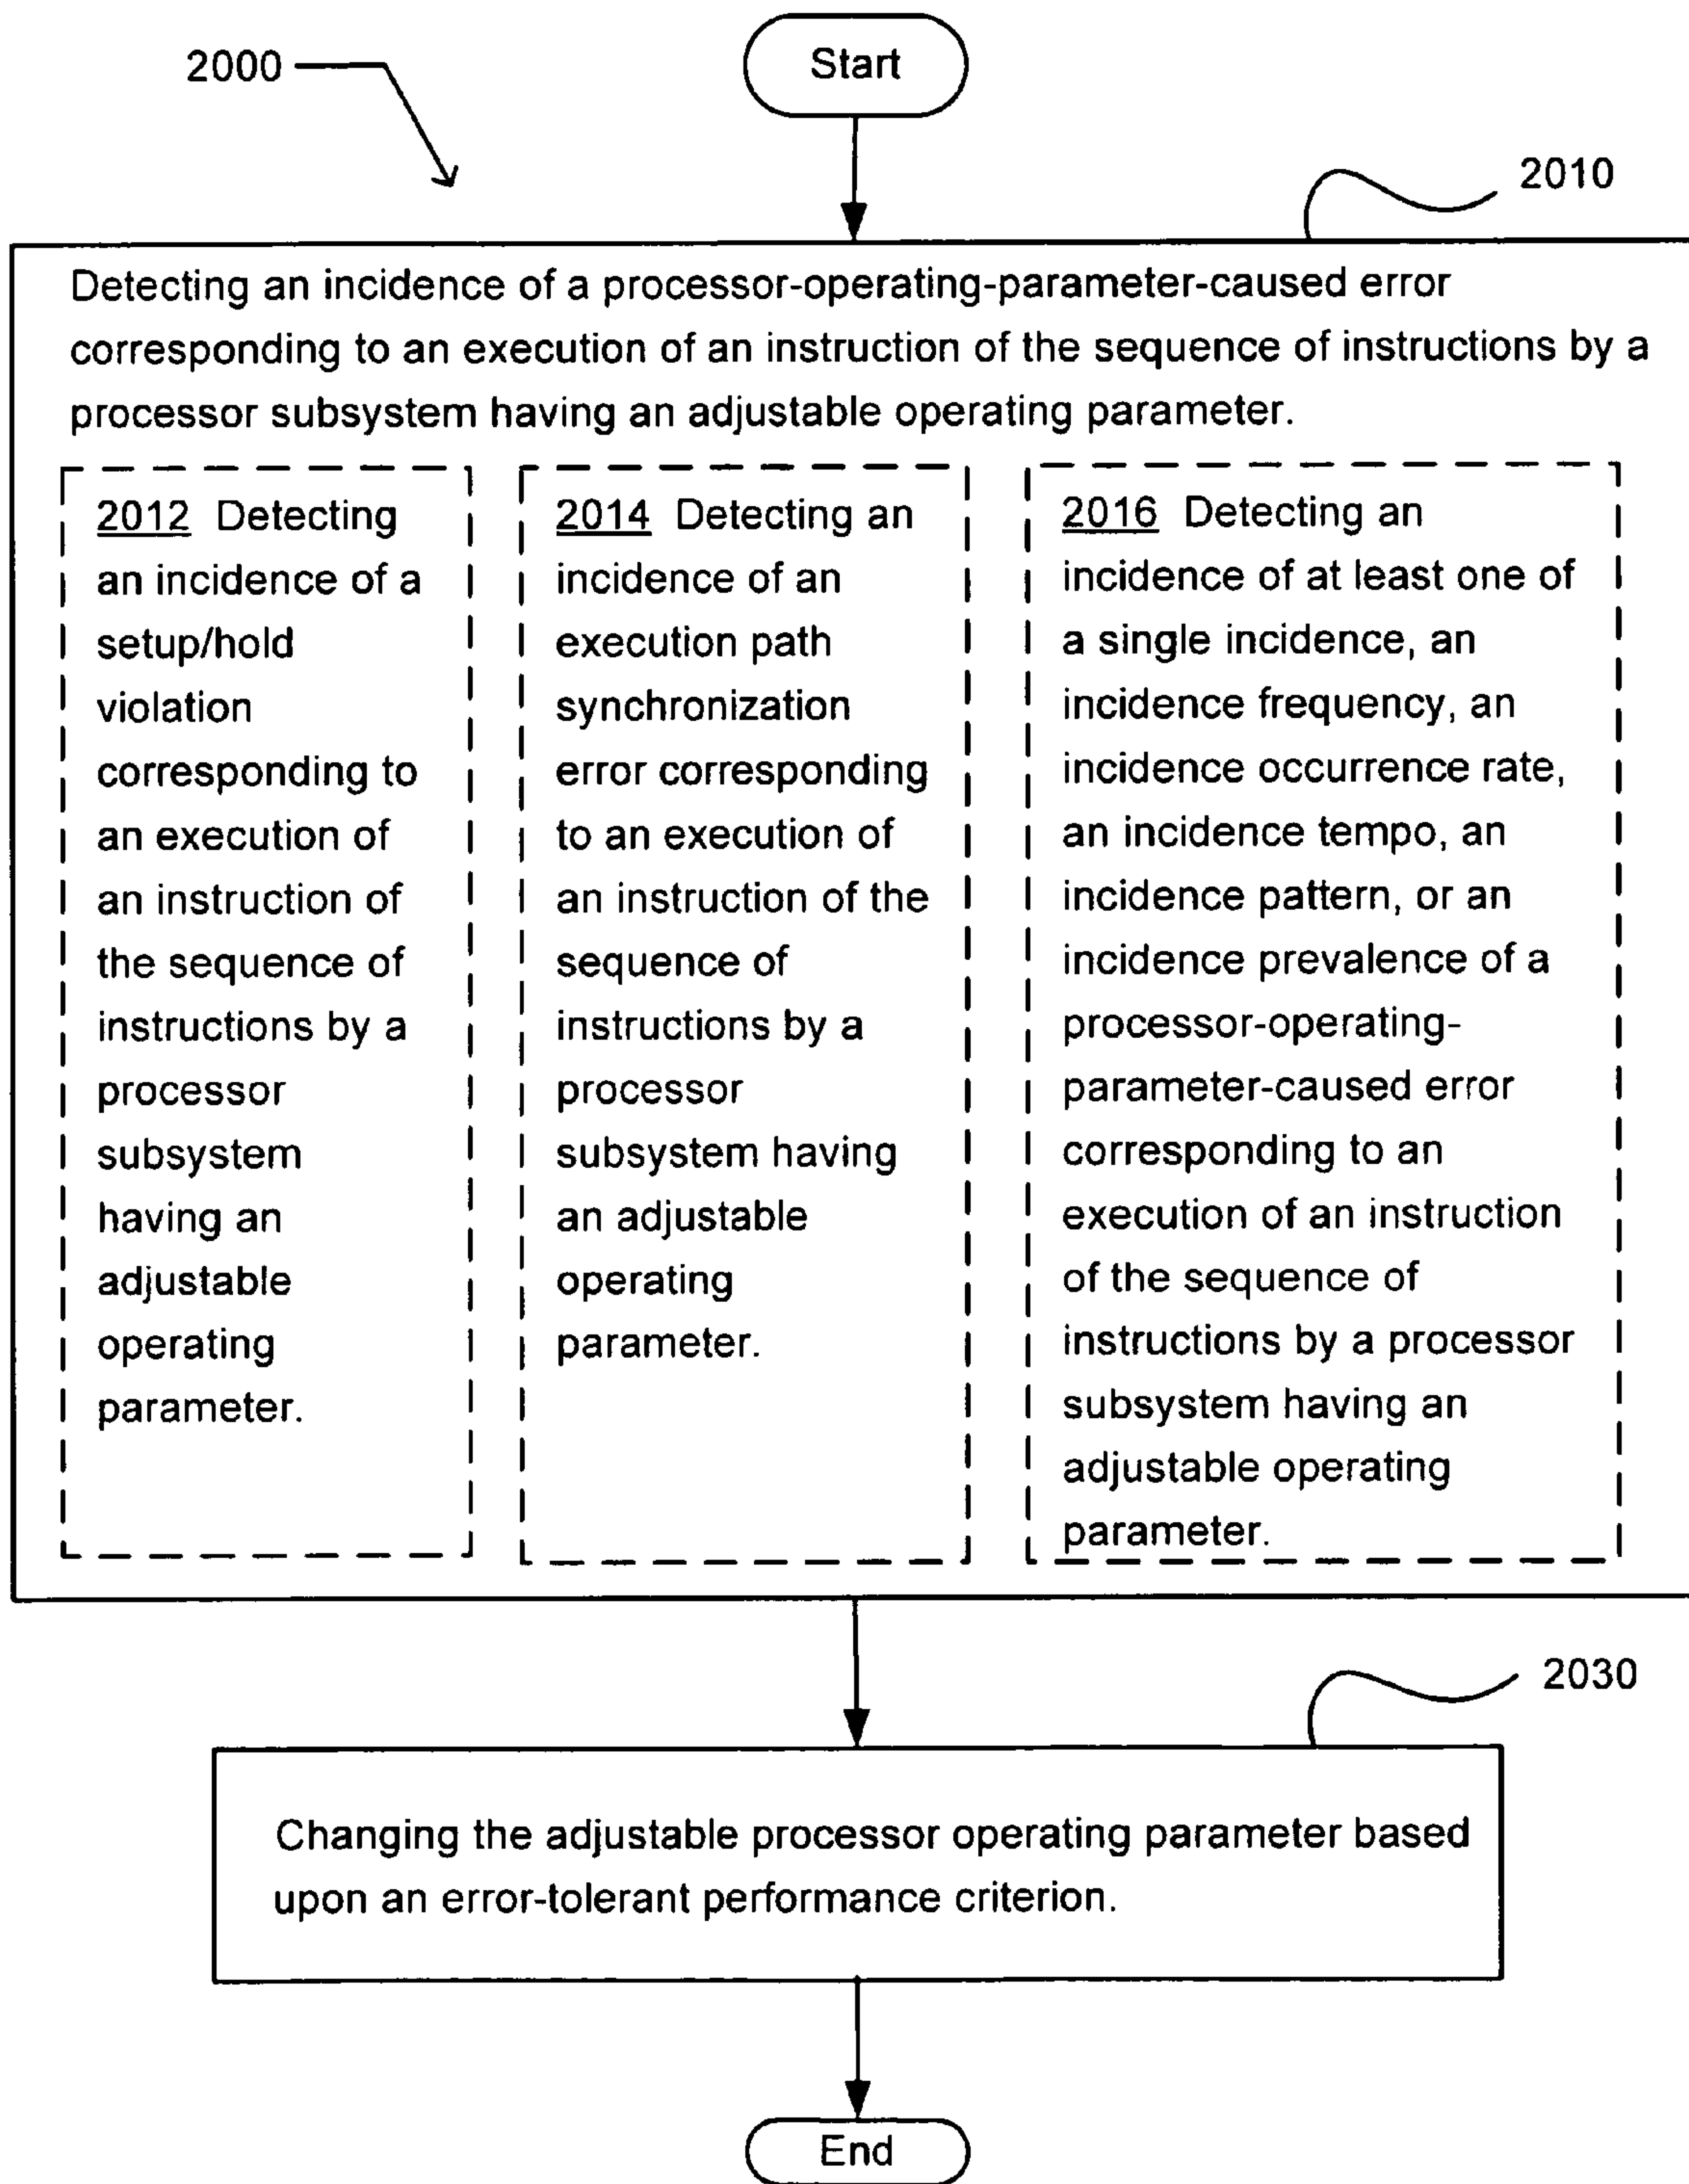 Start
2000
2010
Detecting an incidence of a processor-operating-parameter-caused error
corresponding to an execution of an instruction of the sequence of instructions by a
processor subsystem having an adjustable operating parameter.
2012 Detecting
an incidence of a
setup/hold
violation
corresponding to
an execution of
an instruction of
the sequence of
instructions by a
processor
subsystem
having an
adjustable
operating
parameter.
2014 Detecting an
incidence of an
execution path
synchronization
error corresponding
to an execution of
an instruction of the
sequence of
instructions by a
processor
subsystem having
an adjustable
operating
parameter.
2016 Detecting an
incidence of at least one of
a single incidence, an
incidence frequency, an
incidence occurrence rate,
an incidence tempo, an
incidence pattern, or an
incidence prevalence of a
processor-operating-
parameter-caused error
corresponding to an
execution of an instruction
of the sequence of
instructions by a processor
subsystem having an
adjustable operating
parameter.
2030
Changing the adjustable processor operating parameter based
upon an error-tolerant performance criterion.
End